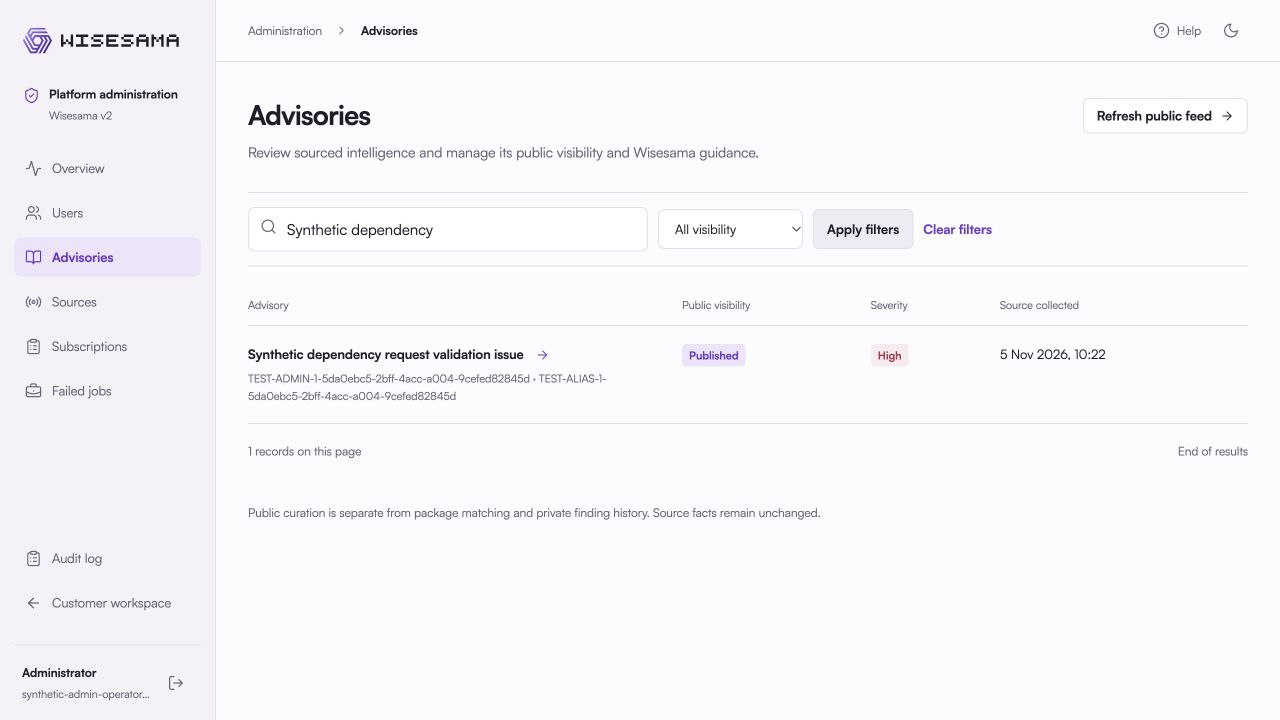 WISESAMA
Platform administration
Wisesama v2
Overview
Users
Advisories
Sources
Subscriptions
Failed jobs
Audit log
Customer workspace
Administrator
synthetic-admin-operator...
Administration > Advisories
Help
Advisories
Refresh public feed
Review sourced intelligence and manage its public visibility and Wisesama guidance.
Synthetic dependency
All visibility
Apply filters
Clear filters
Advisory Public visibility Severity Source collected
Synthetic dependency request validation issue Published High 5 Nov 2026, 10:22
TEST-ADMIN-1-5da0ebc5-2bff-4acc-a004-9cefed82845d · TEST-ALIAS-1-
5da0ebc5-2bff-4acc-a004-9cefed82845d
1 records on this page End of results
Public curation is separate from package matching and private finding history. Source facts remain unchanged.